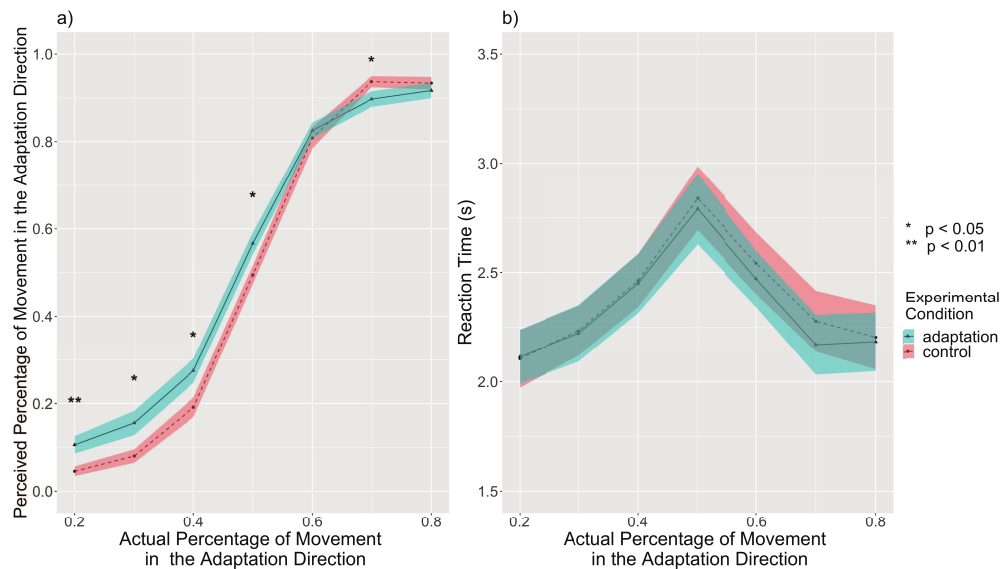 a)
Perceived Percentage of Movement in the Adaptation Direction
1.0
0.8
0.6
0.4
0.2
0.0
**
*
*
*
*
0.2
0.4
0.6
0.8
Actual Percentage of Movement
in the Adaptation Direction
b)
Reaction Time (s)
3.5
3.0
2.5
2.0
1.5
0.2
0.4
0.6
0.8
Actual Percentage of Movement
in the Adaptation Direction
* p < 0.05
** p < 0.01
Experimental
Condition
adaptation
control